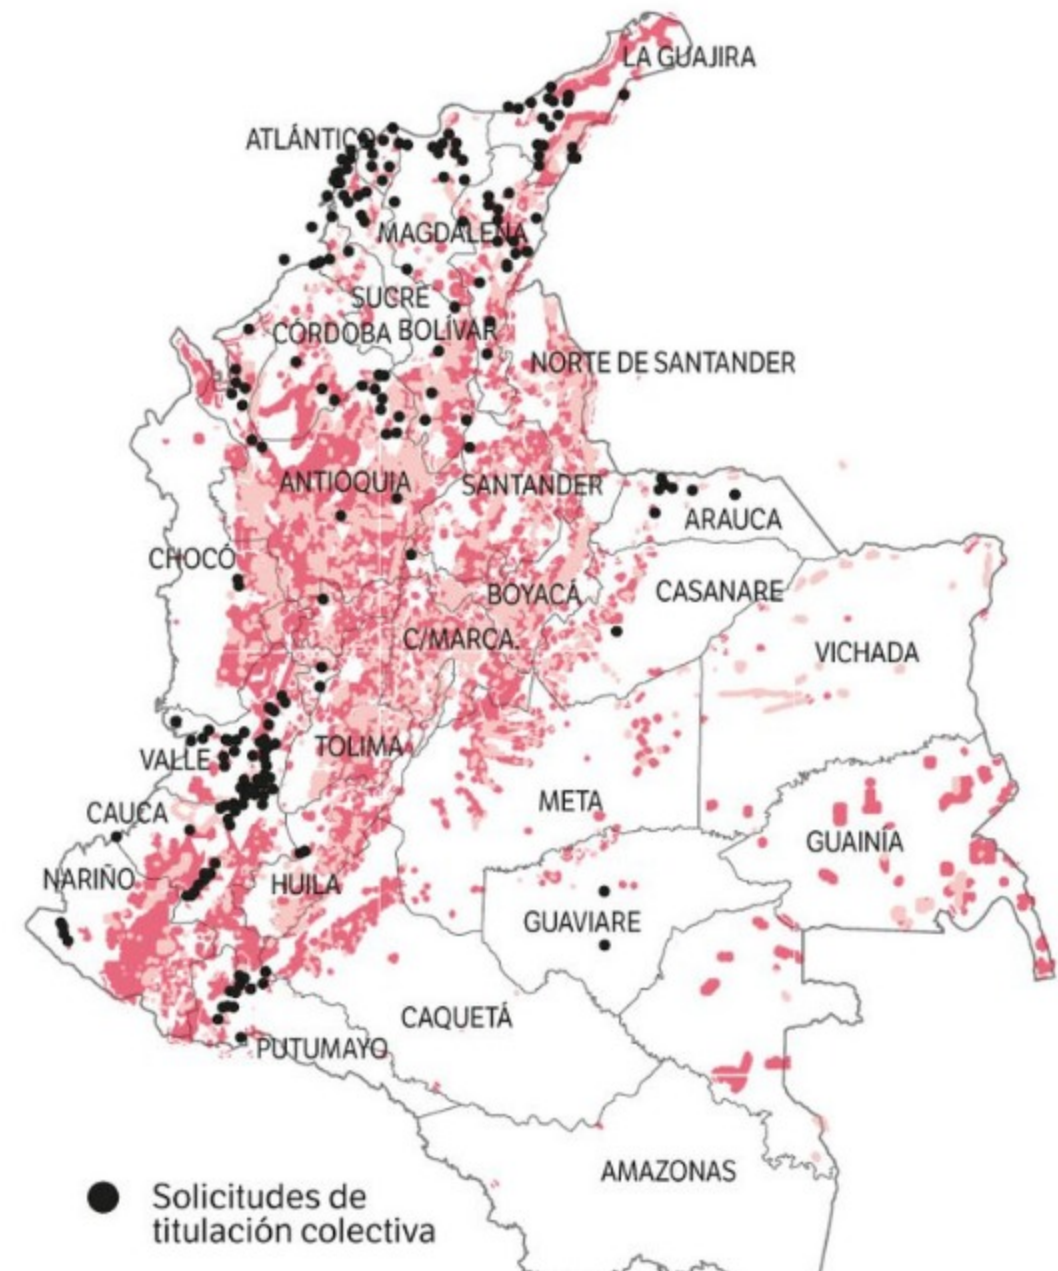 LA GUAJIRA
ATLÁNTICO
MAGDALENA
SUCRE
CÓRDOBA
BOLÍVAR
NORTE DE SANTANDER
ANTIOQUIA
SANTANDER
ARAUCA
CHOCÓ
BOYACÁ
CASANARE
C/MARCA.
VICHADA
VALLE
TOLIMA
CAUCA
META
GUAINÍA
NARIÑO
HUILA
GUAVIARE
CAQUETÁ
PUTUMAYO
AMAZONAS
Solicitudes de
titulación colectiva